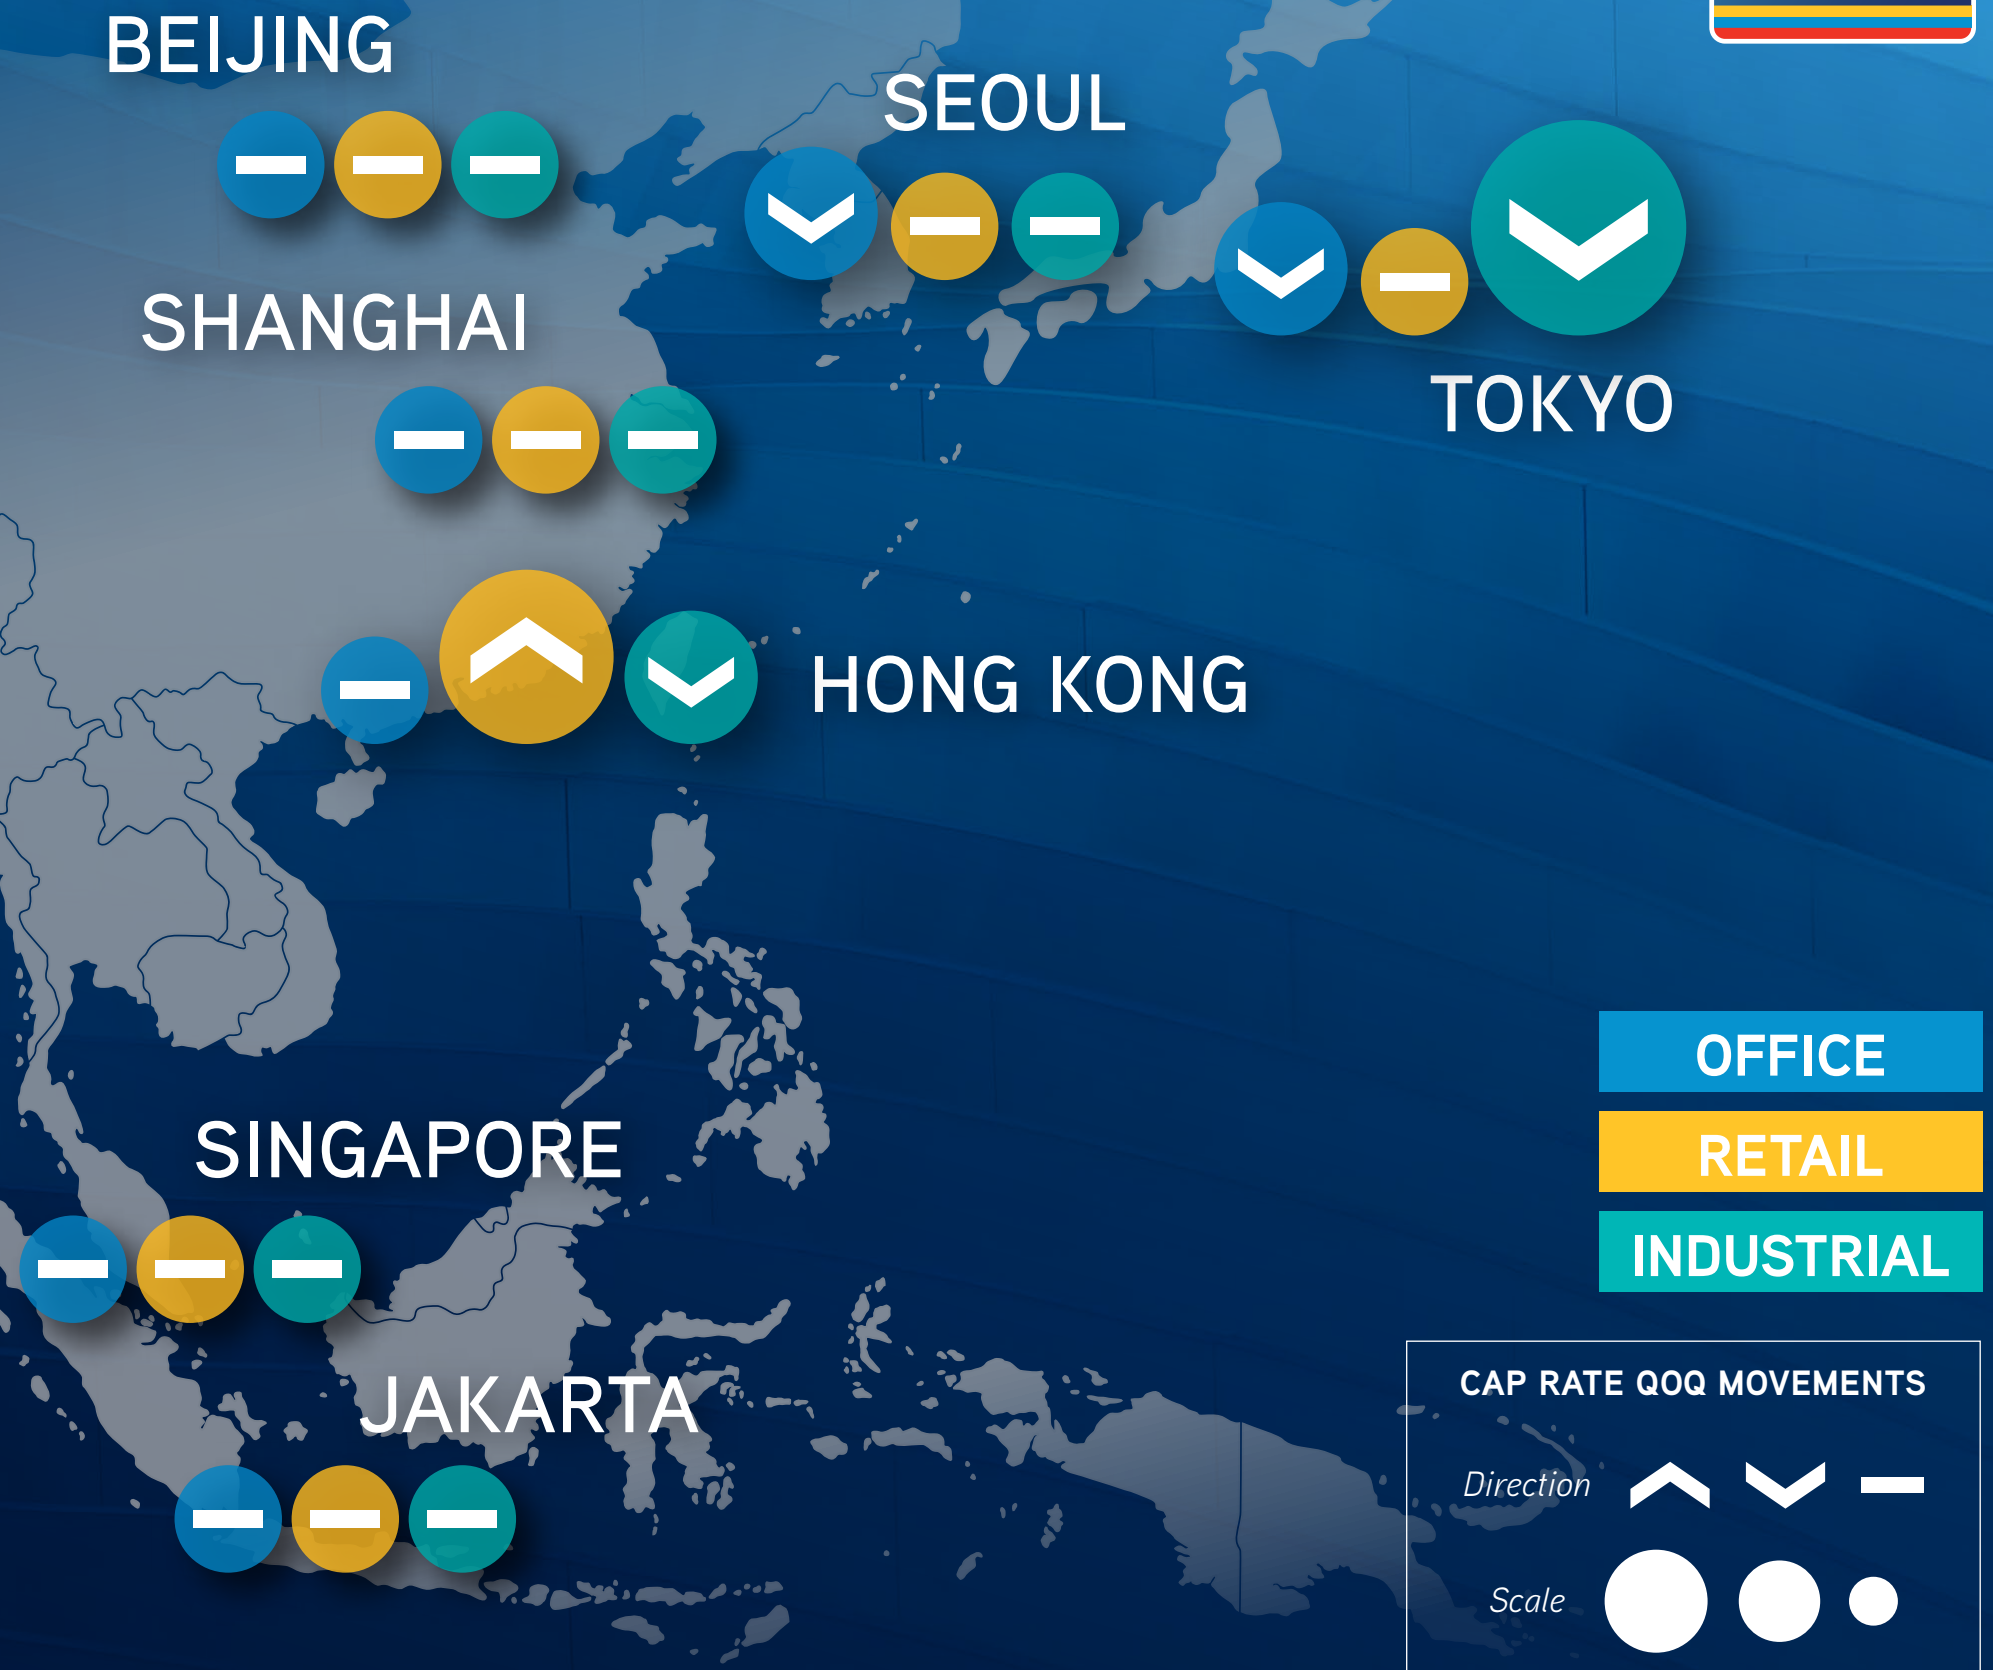 BEIJING
SEOUL
SHANGHAI
TOKYO
HONG KONG
SINGAPORE
JAKARTA
OFFICE
RETAIL
INDUSTRIAL
CAP RATE QOQ MOVEMENTS
Direction
Scale